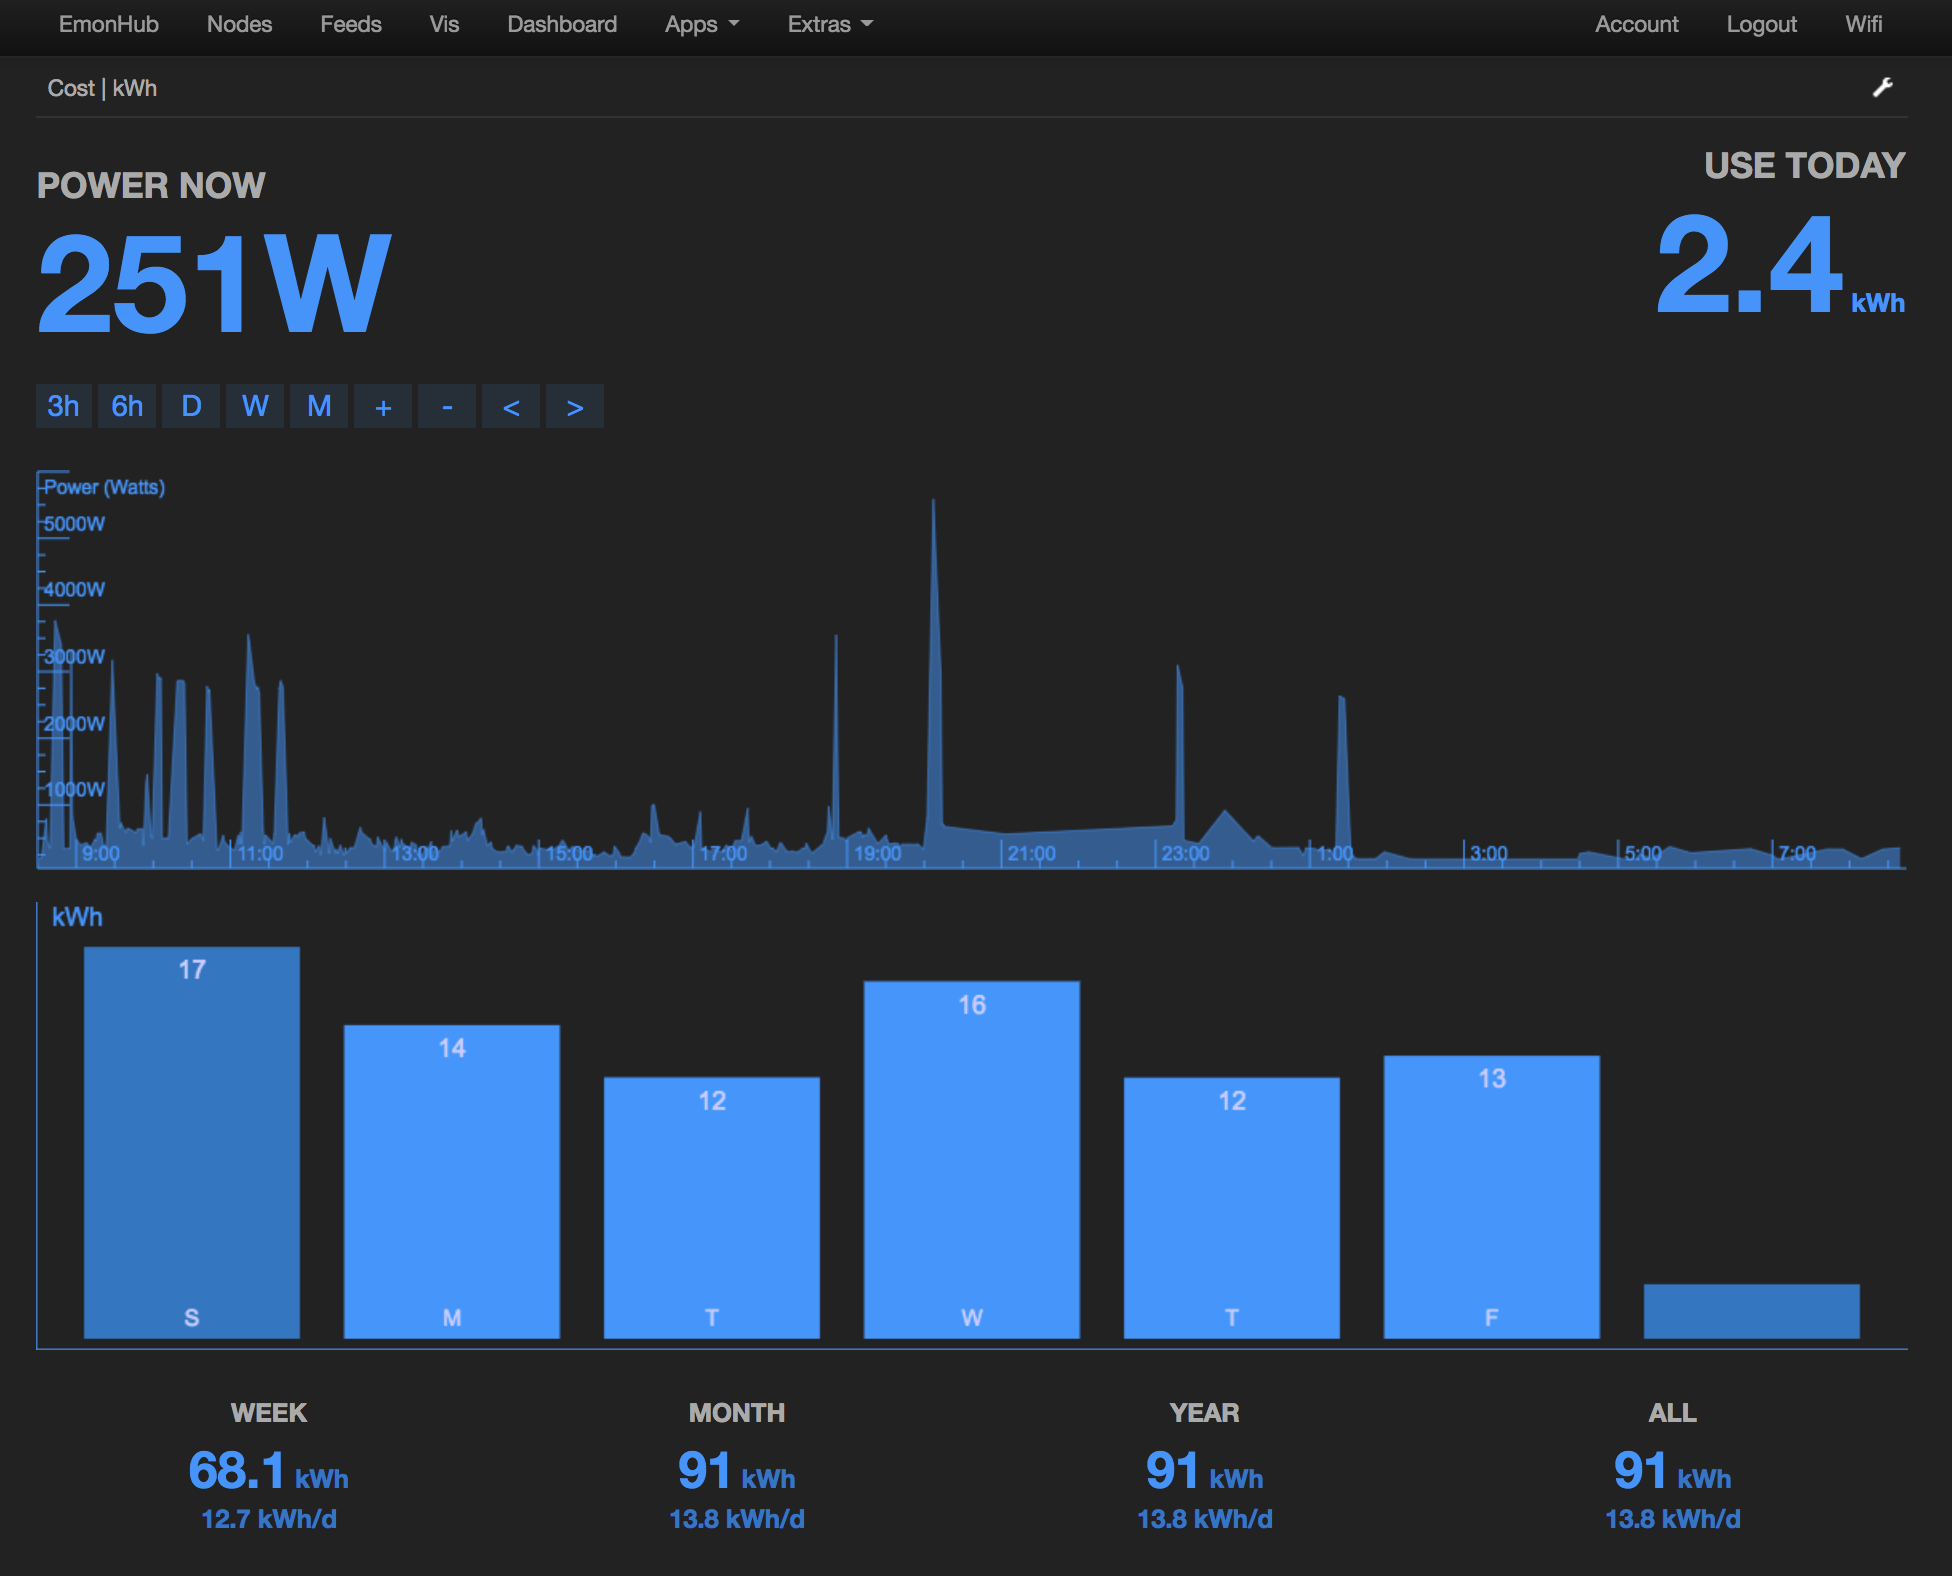 EmonHub Nodes Feeds Vis Dashboard Apps Extras Account Logout Wifi
Cost | kWh
POWER NOW
251W
USE TODAY
2.4 kWh
3h 6h D W M + - < >
Power (Watts)
5000W
4000W
3000W
2000W
1000W
9:00 11:00 13:00 15:00 17:00 19:00 21:00 23:00 1:00 3:00 5:00 7:00
kWh
17 14 12 16 12 13
S M T W T F
WEEK MONTH YEAR ALL
68.1 kWh 91 kWh 91 kWh 91 kWh
12.7 kWh/d 13.8 kWh/d 13.8 kWh/d 13.8 kWh/d